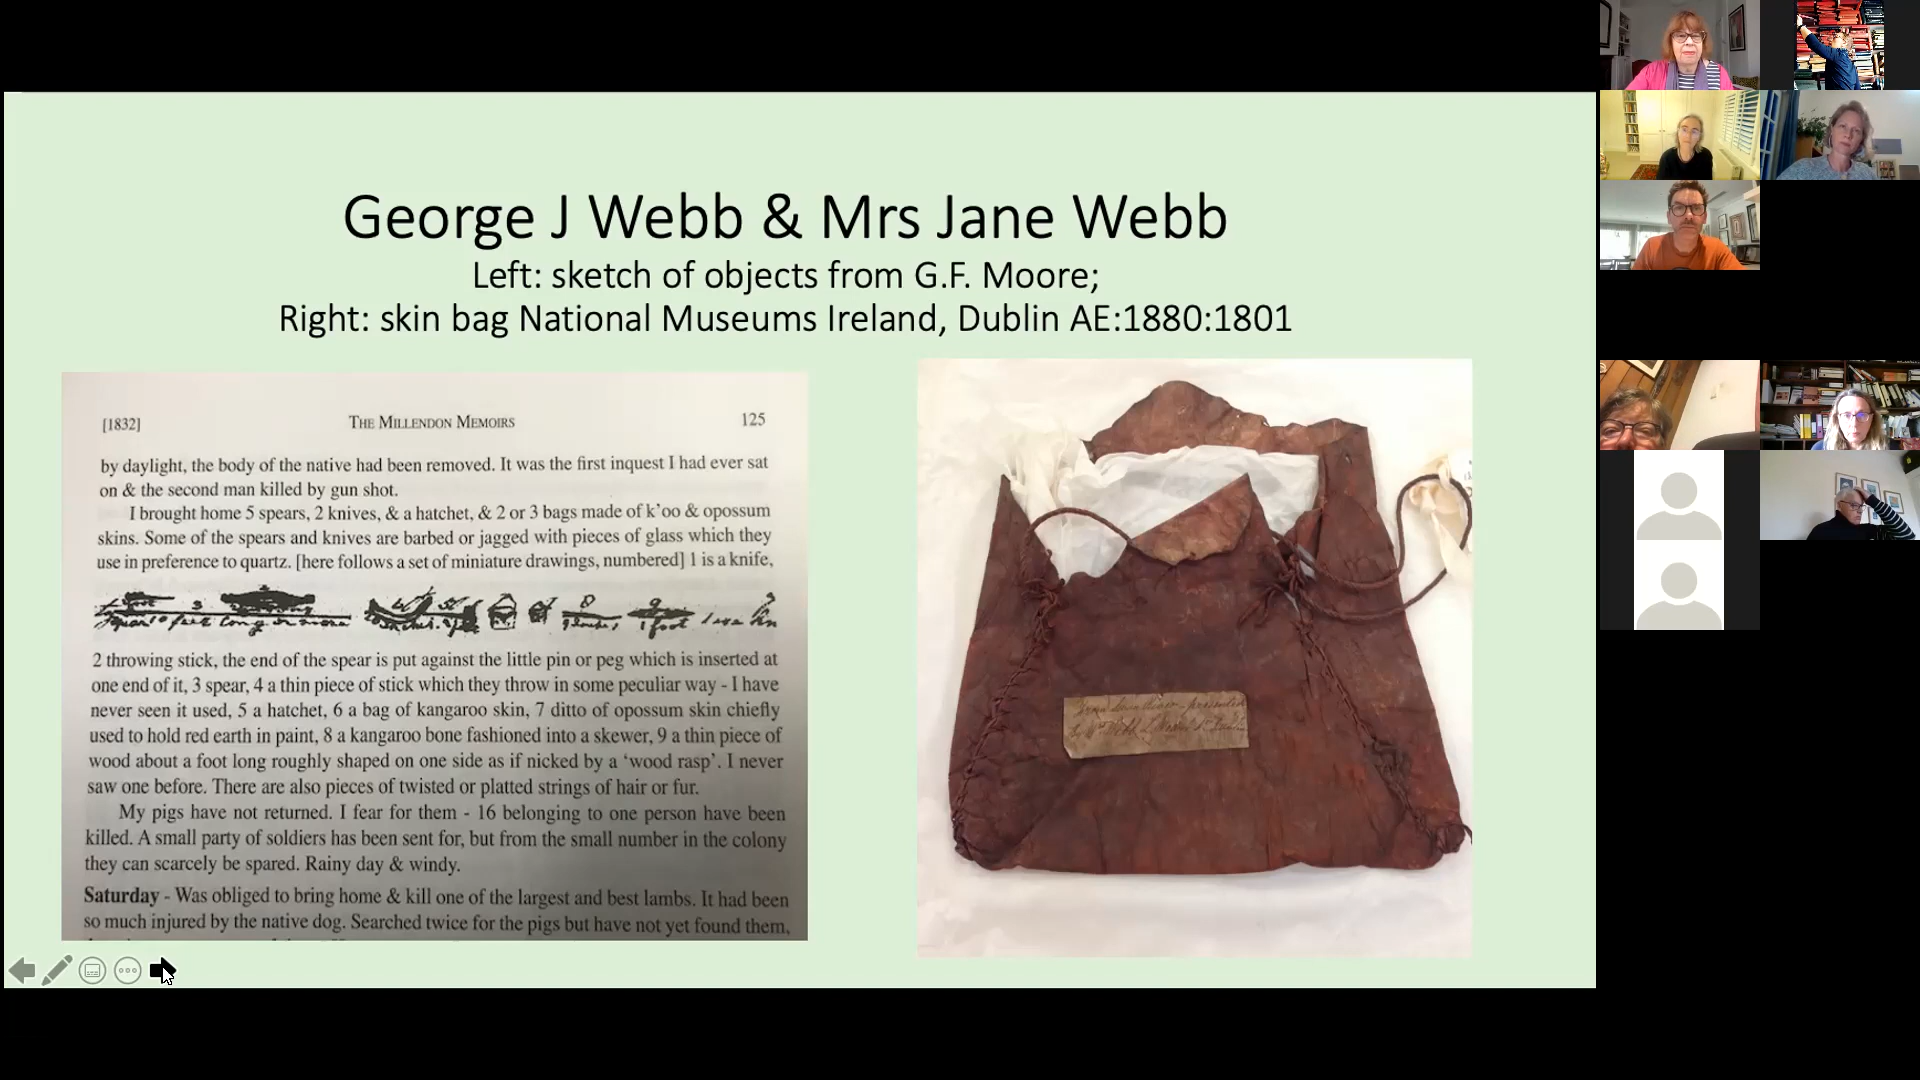 George J Webb & Mrs Jane Webb
Left: sketch of objects from G.F. Moore;
Right: skin bag National Museums Ireland, Dublin AE:1880:1801
[1832] THE MILLENDON MEMOIRS 125
by daylight, the body of the native had been removed. It was the first inquest I had ever sat
on & the second man killed by gun shot.
I brought home 5 spears, 2 knives, & a hatchet, & 2 or 3 bags made of k'oo & opossum
skins. Some of the spears and knives are barbed or jagged with pieces of glass which they
use in preference to quartz. [here follows a set of miniature drawings, numbered] 1 is a knife,
3 8 9
long or more 1 foot
2 throwing stick, the end of the spear is put against the little pin or peg which is inserted at
one end of it, 3 spear, 4 a thin piece of stick which they throw in some peculiar way - I have
never seen it used, 5 a hatchet, 6 a bag of kangaroo skin, 7 ditto of opossum skin chiefly
used to hold red earth in paint, 8 a kangaroo bone fashioned into a skewer, 9 a thin piece of
wood about a foot long roughly shaped on one side as if nicked by a 'wood rasp'. I never
saw one before. There are also pieces of twisted or platted strings of hair or fur.
My pigs have not returned. I fear for them - 16 belonging to one person have been
killed. A small party of soldiers has been sent for, but from the small number in the colony
they can scarcely be spared. Rainy day & windy.
Saturday - Was obliged to bring home & kill one of the largest and best lambs. It had been
so much injured by the native dog. Searched twice for the pigs but have not yet found them,
From presented
by Webb